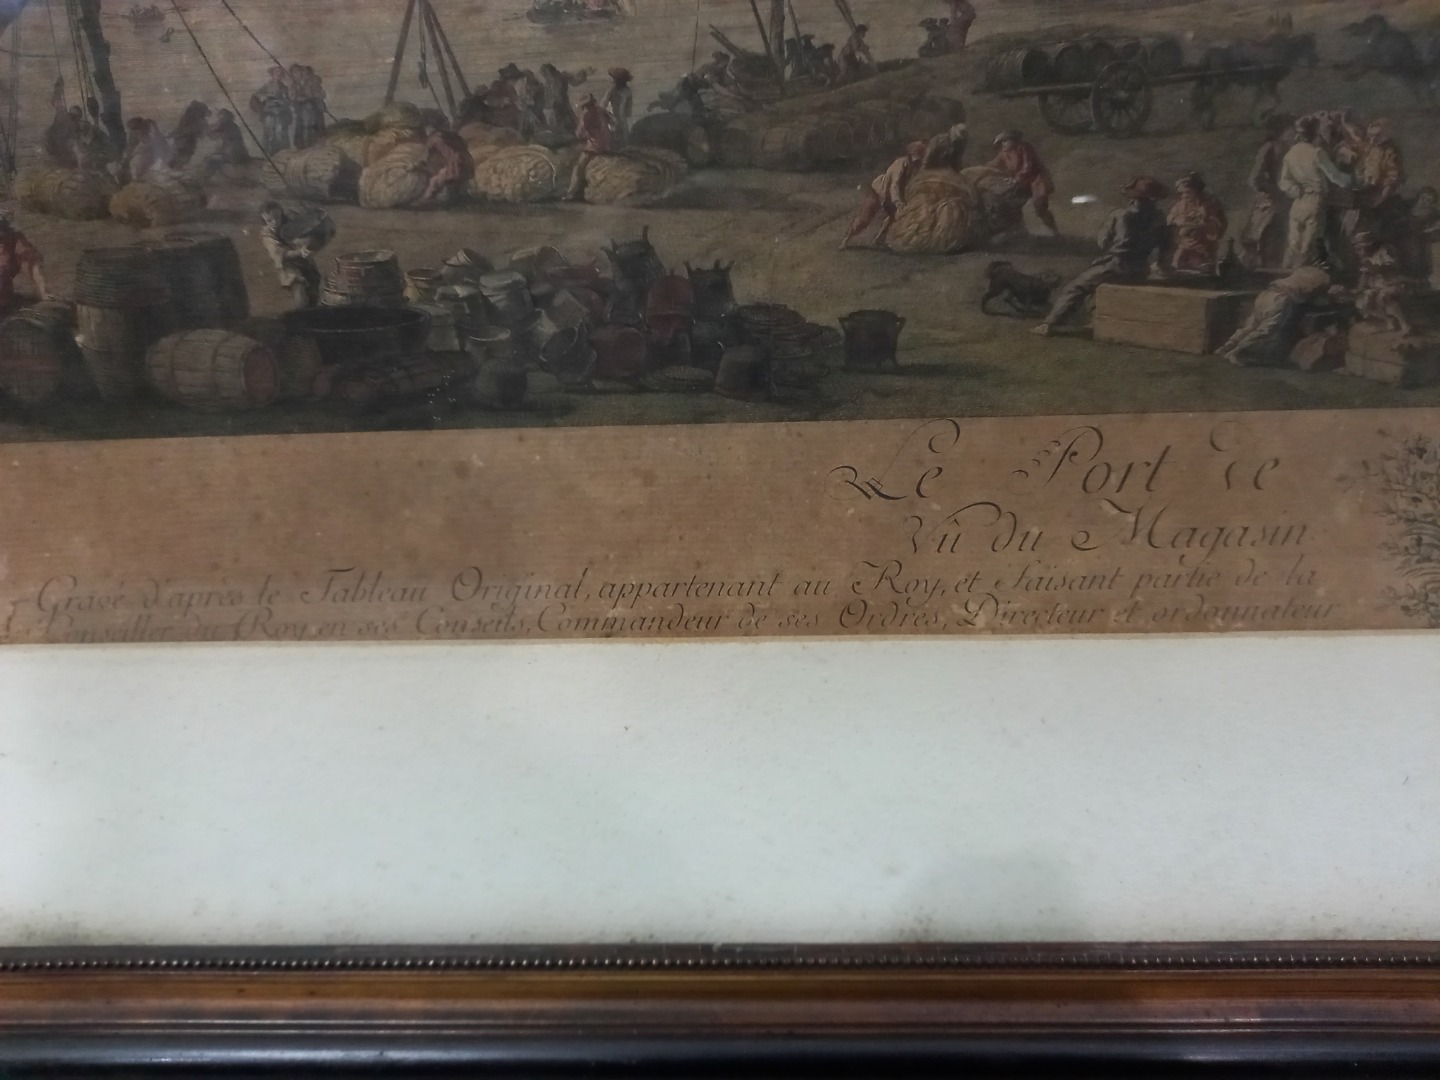 Le Port de
Vû du Magasin
Gravé d'après le Tableau Original, appartenant au Roy, et faisant partie de la
Conseiller du Roy en ses Conseils, Commandeur de ses Ordres, Directeur et ordonnateur